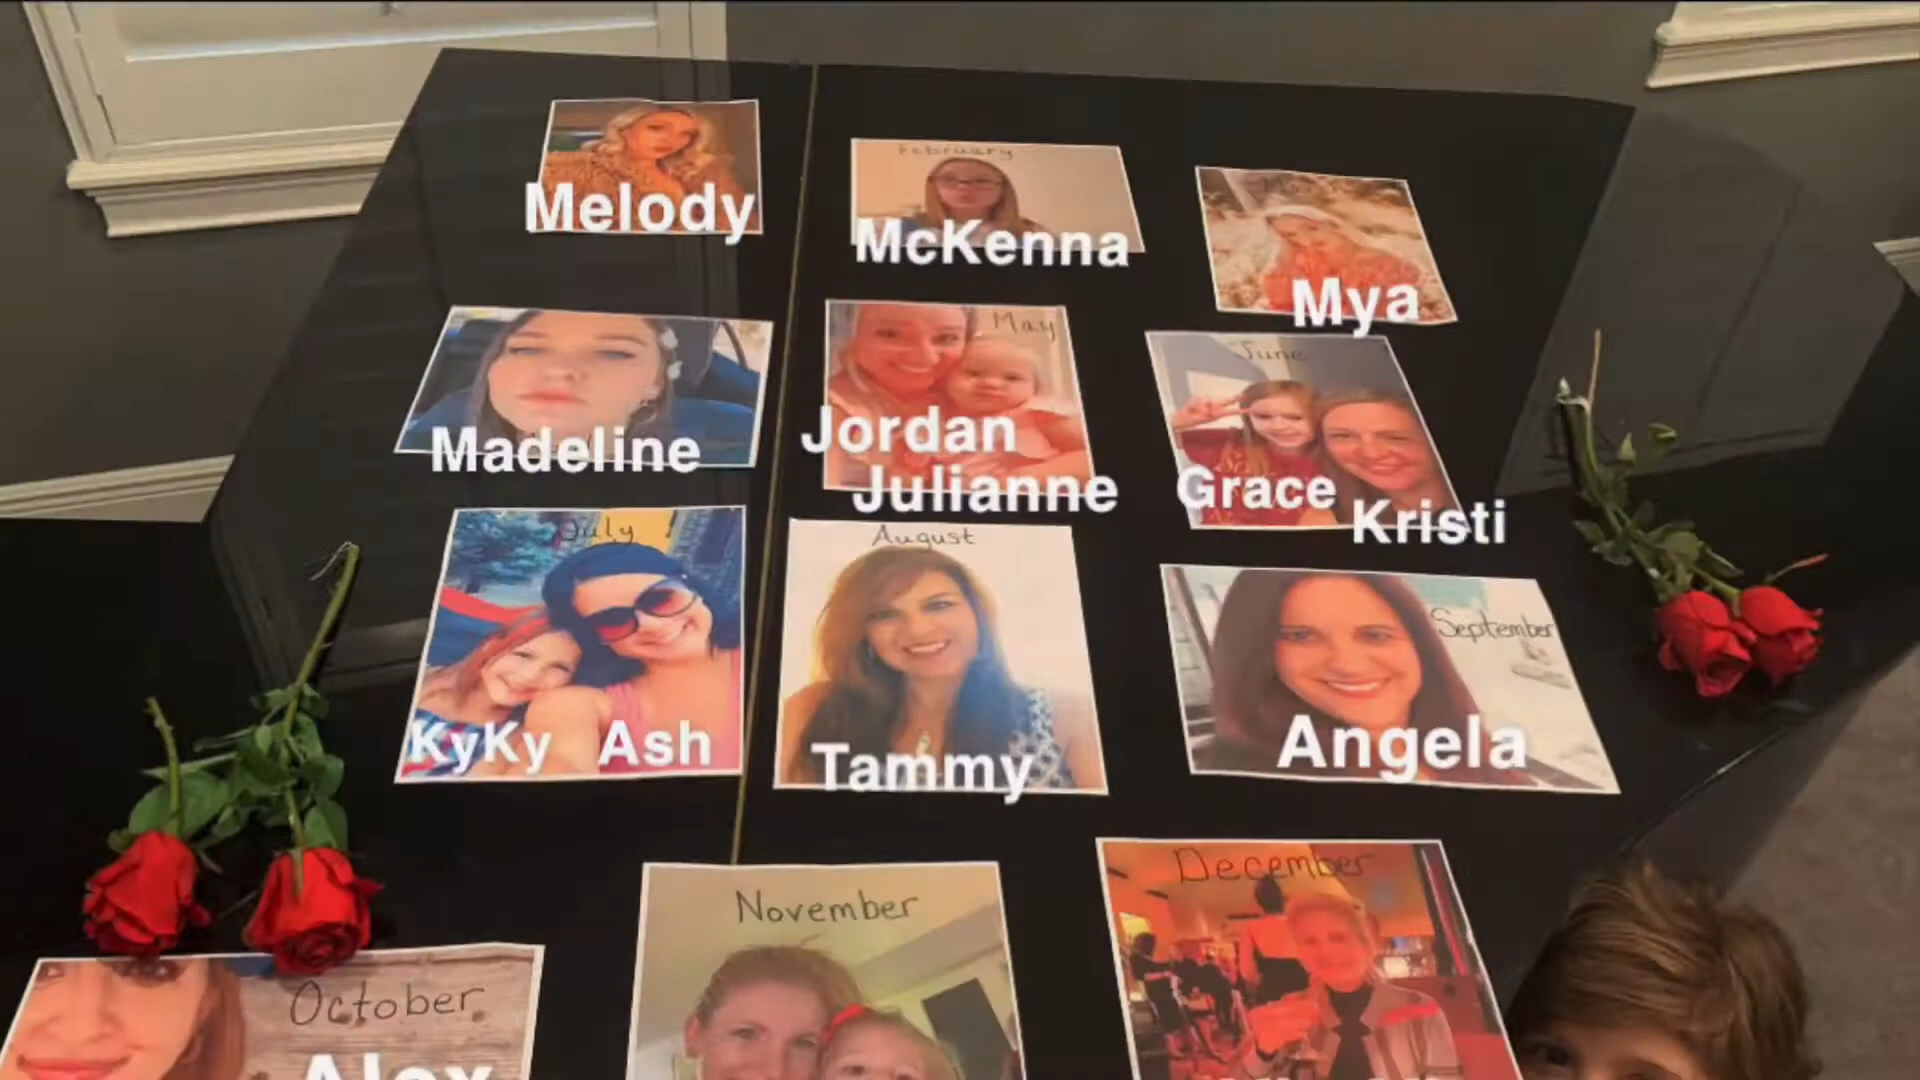 Melody
February
McKenna
Mya
Madeline
May
Jordan
Julianne
June
Grace
Kristi
July
KyKy
Ash
August
Tammy
September
Angela
October
Alex
November
December